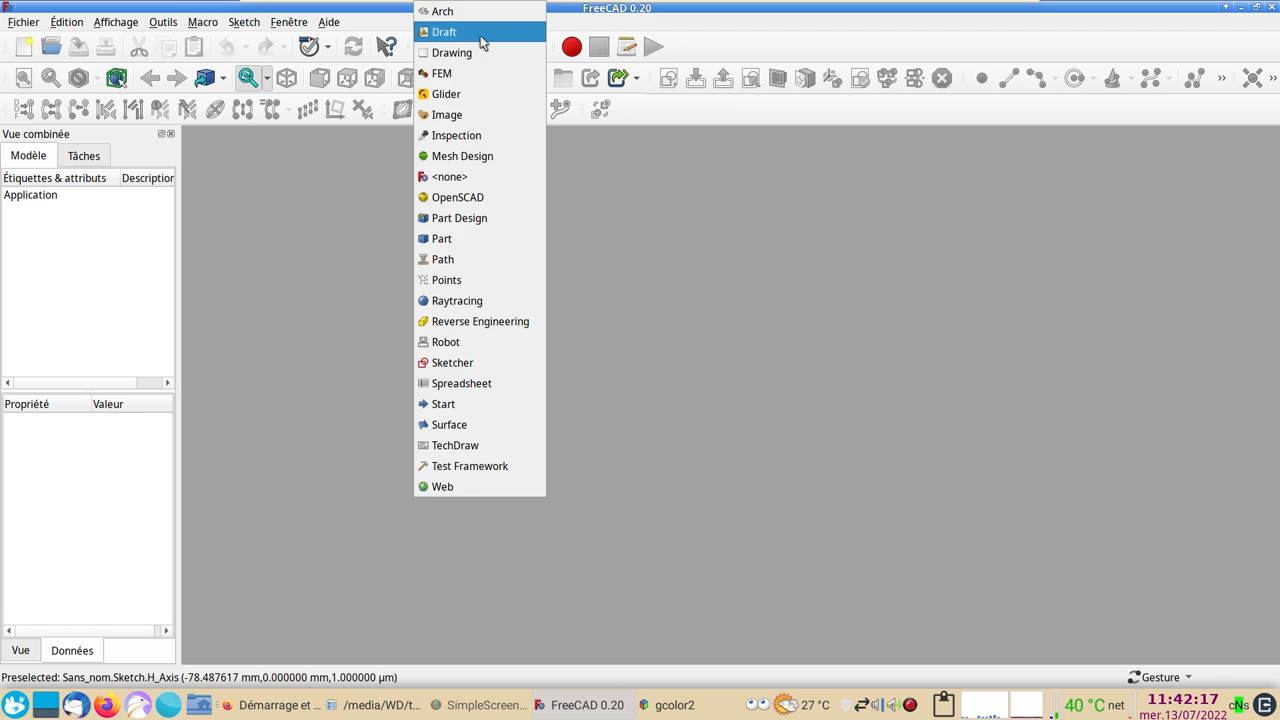 FreeCAD 0.20
Fichier Édition Affichage Outils Macro Sketch Fenêtre Aide
Arch
Draft
Drawing
FEM
Glider
Image
Inspection
Mesh Design
<none>
OpenSCAD
Part Design
Part
Path
Points
Raytracing
Reverse Engineering
Robot
Sketcher
Spreadsheet
Start
Surface
TechDraw
Test Framework
Web
Vue combinée
Modèle Tâches
Étiquettes & attributs Description
Application
Propriété Valeur
Vue Données
Preselected: Sans_nom.Sketch.H_Axis (-78.487617 mm,0.000000 mm,1.000000 µm)
Gesture
Démarrage et ... /media/WD/t... SimpleScreen... FreeCAD 0.20 gcolor2 27 °C 40 °C net
11:42:17
mer.13/07/2022